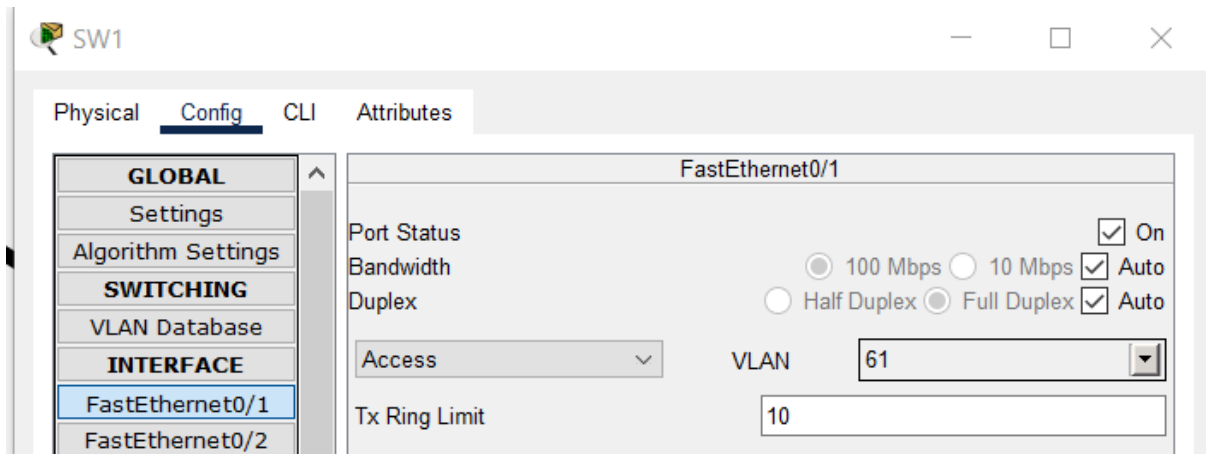 SW1
Physical Config CLI Attributes
GLOBAL
Settings
Algorithm Settings
SWITCHING
VLAN Database
INTERFACE
FastEthernet0/1
FastEthernet0/2
FastEthernet0/1
Port Status On
Bandwidth 100 Mbps 10 Mbps Auto
Duplex Half Duplex Full Duplex Auto
Access VLAN 61
Tx Ring Limit 10